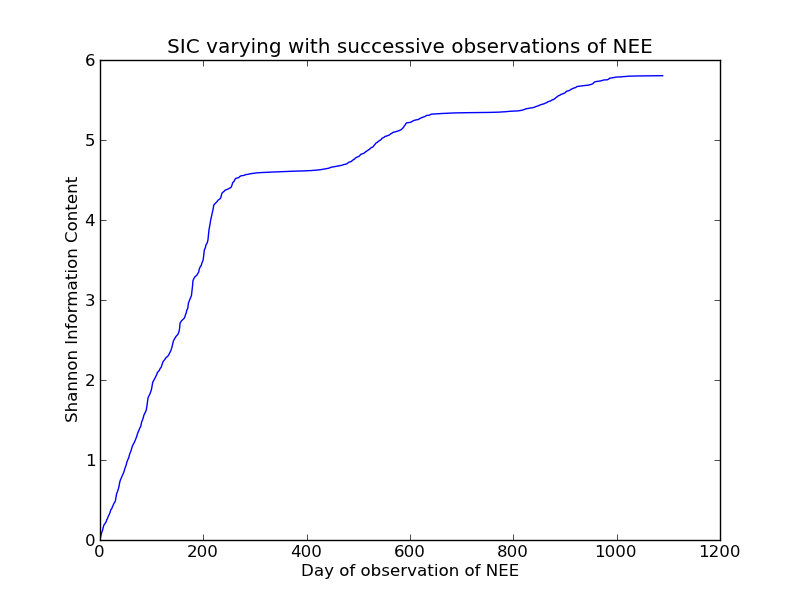 SIC varying with successive observations of NEE
6
5
4
3
2
1
0
Shannon Information Content
0 200 400 600 800 1000 1200
Day of observation of NEE